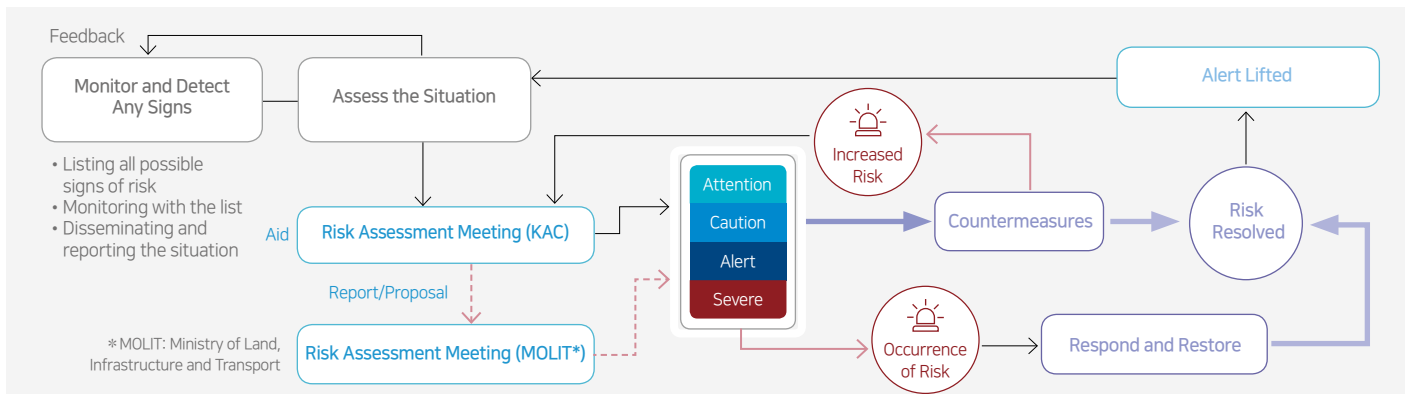 Feedback
Monitor and Detect
Any Signs
Assess the Situation
Alert Lifted
• Listing all possible
signs of risk
• Monitoring with the list
• Disseminating and
reporting the situation
Increased
Risk
Aid
Risk Assessment Meeting (KAC)
Attention
Caution
Alert
Severe
Countermeasures
Risk
Resolved
Report/Proposal
* MOLIT: Ministry of Land,
Infrastructure and Transport
Risk Assessment Meeting (MOLIT*)
Occurrence
of Risk
Respond and Restore